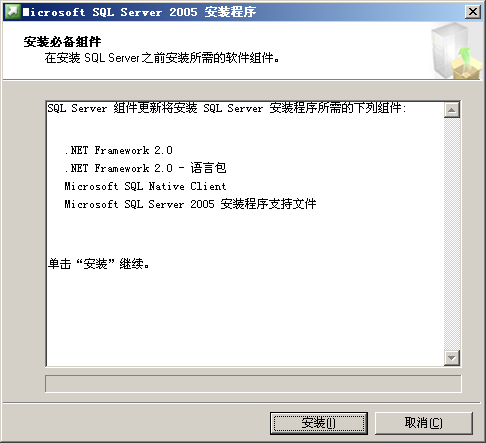 Microsoft SQL Server 2005 安装程序
安装必备组件
在安装 SQL Server之前安装所需的软件组件。
SQL Server 组件更新将安装 SQL Server 安装程序所需的下列组件:
.NET Framework 2.0
.NET Framework 2.0 - 语言包
Microsoft SQL Native Client
Microsoft SQL Server 2005 安装程序支持文件
单击“安装”继续。
安装(I)
取消(C)